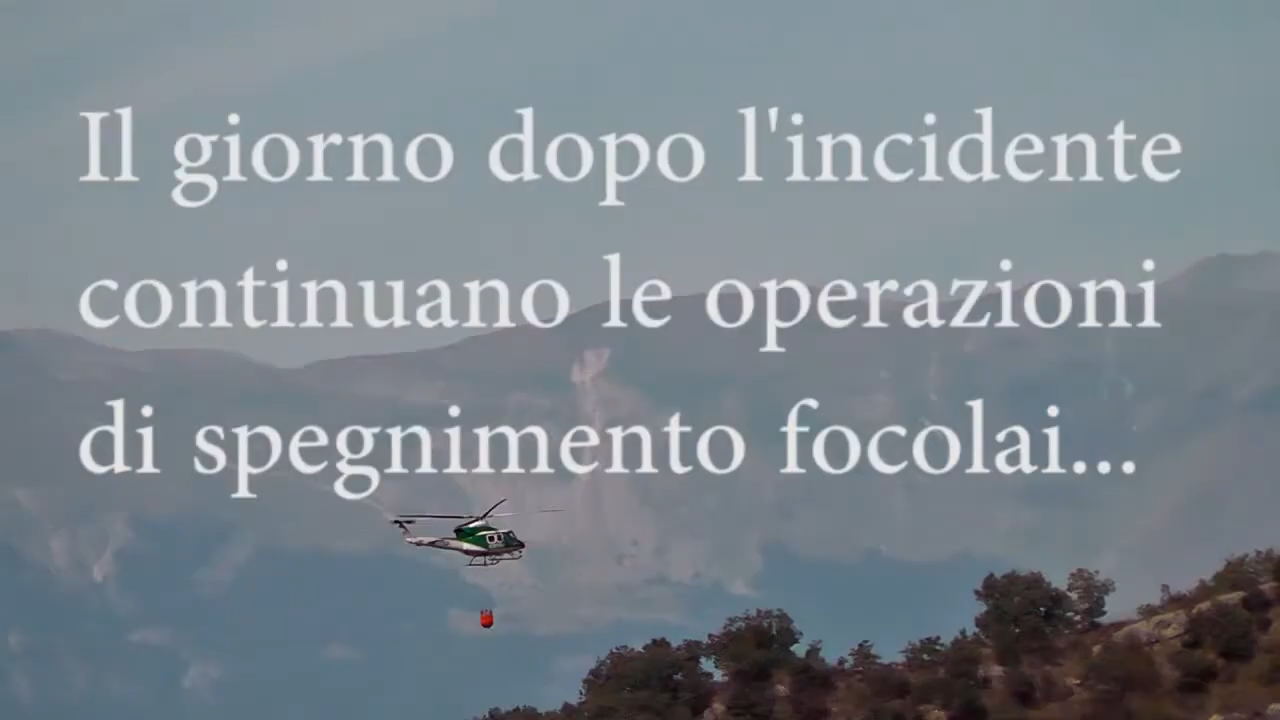 Il giorno dopo l'incidente
continuano le operazioni
di spegnimento focolai...